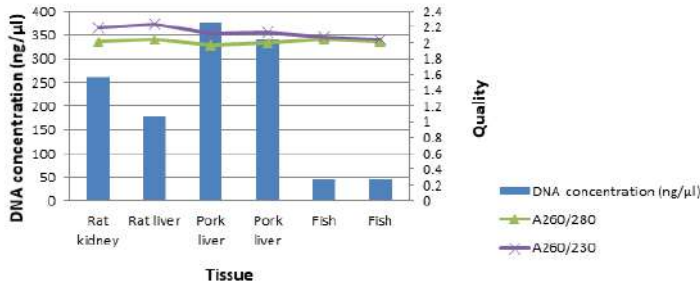 DNA concentration (ng/µl)
400
350
300
250
200
150
100
50
0
2.4
2.2
2
1.8
1.6
1.4
1.2
1
0.8
0.6
0.4
0.2
0
Quality
Rat kidney
Rat liver
Pork liver
Pork liver
Fish
Fish
Tissue
DNA concentration (ng/µl)
A260/280
A260/230